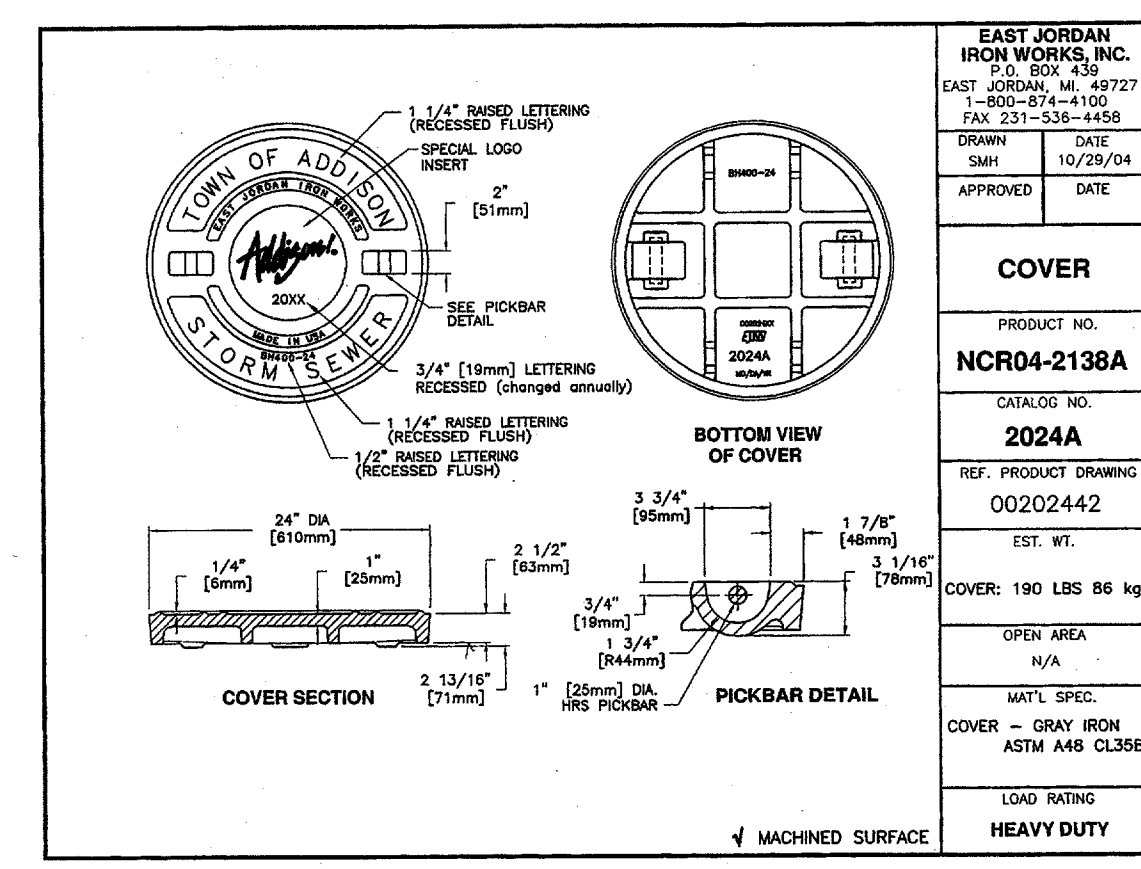 1 1/4" RAISED LETTERING
(RECESSED FLUSH)
SPECIAL LOGO
INSERT
2"
[51mm]
TOWN OF ADDISON
EAST JORDAN IRON WORKS
Addison!
20XX
MADE IN USA
BH400-24
STORM SEWER
SEE PICKBAR
DETAIL
3/4" [19mm] LETTERING
RECESSED (changed annually)
1 1/4" RAISED LETTERING
(RECESSED FLUSH)
1/2" RAISED LETTERING
(RECESSED FLUSH)
BH400-24
EJIW
2024A
MO/DA/YR
BOTTOM VIEW
OF COVER
24" DIA
[610mm]
1/4"
[6mm]
1"
[25mm]
2 1/2"
[63mm]
2 13/16"
[71mm]
COVER SECTION
3 3/4"
[95mm]
1 7/8"
[48mm]
3 1/16"
[78mm]
3/4"
[19mm]
1 3/4"
[R44mm]
1" [25mm] DIA.
HRS PICKBAR
PICKBAR DETAIL
√ MACHINED SURFACE
EAST JORDAN
IRON WORKS, INC.
P.O. BOX 439
EAST JORDAN, MI. 49727
1-800-874-4100
FAX 231-536-4458
DRAWN DATE
SMH 10/29/04
APPROVED DATE
COVER
PRODUCT NO.
NCR04-2138A
CATALOG NO.
2024A
REF. PRODUCT DRAWING
00202442
EST. WT.
COVER: 190 LBS 86 kg
OPEN AREA
N/A
MAT'L SPEC.
COVER - GRAY IRON
ASTM A48 CL35B
LOAD RATING
HEAVY DUTY